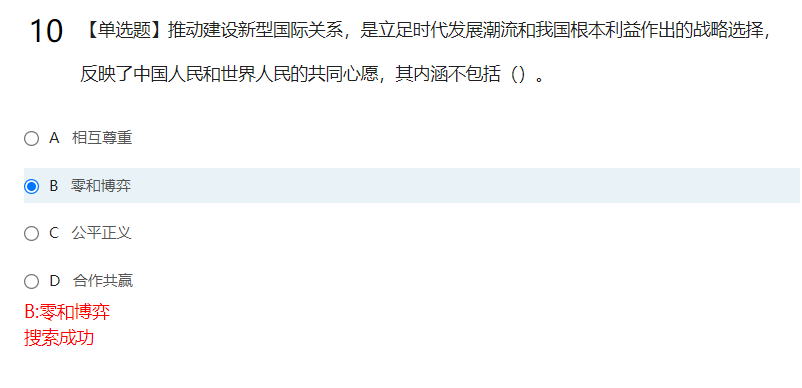 10 【单选题】推动建设新型国际关系，是立足时代发展潮流和我国根本利益作出的战略选择，
反映了中国人民和世界人民的共同心愿，其内涵不包括（）。
A 相互尊重
B 零和博弈
C 公平正义
D 合作共赢
B:零和博弈
搜索成功